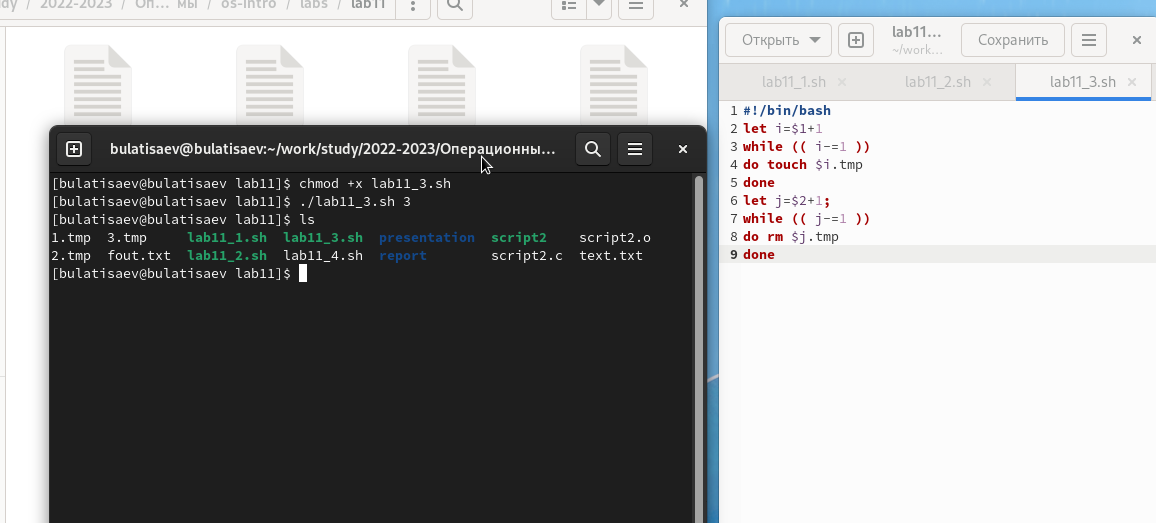 dy / 2022-2023 / Оп… мы / os-intro / labs / lab11
bulatisaev@bulatisaev:~/work/study/2022-2023/Операционны…
[bulatisaev@bulatisaev lab11]$ chmod +x lab11_3.sh
[bulatisaev@bulatisaev lab11]$ ./lab11_3.sh 3
[bulatisaev@bulatisaev lab11]$ ls
1.tmp 3.tmp lab11_1.sh lab11_3.sh presentation script2 script2.o
2.tmp fout.txt lab11_2.sh lab11_4.sh report script2.c text.txt
[bulatisaev@bulatisaev lab11]$
Открыть
lab11…
~/work…
Сохранить
lab11_1.sh
lab11_2.sh
lab11_3.sh
1 #!/bin/bash
2 let i=$1+1
3 while (( i-=1 ))
4 do touch $i.tmp
5 done
6 let j=$2+1;
7 while (( j-=1 ))
8 do rm $j.tmp
9 done